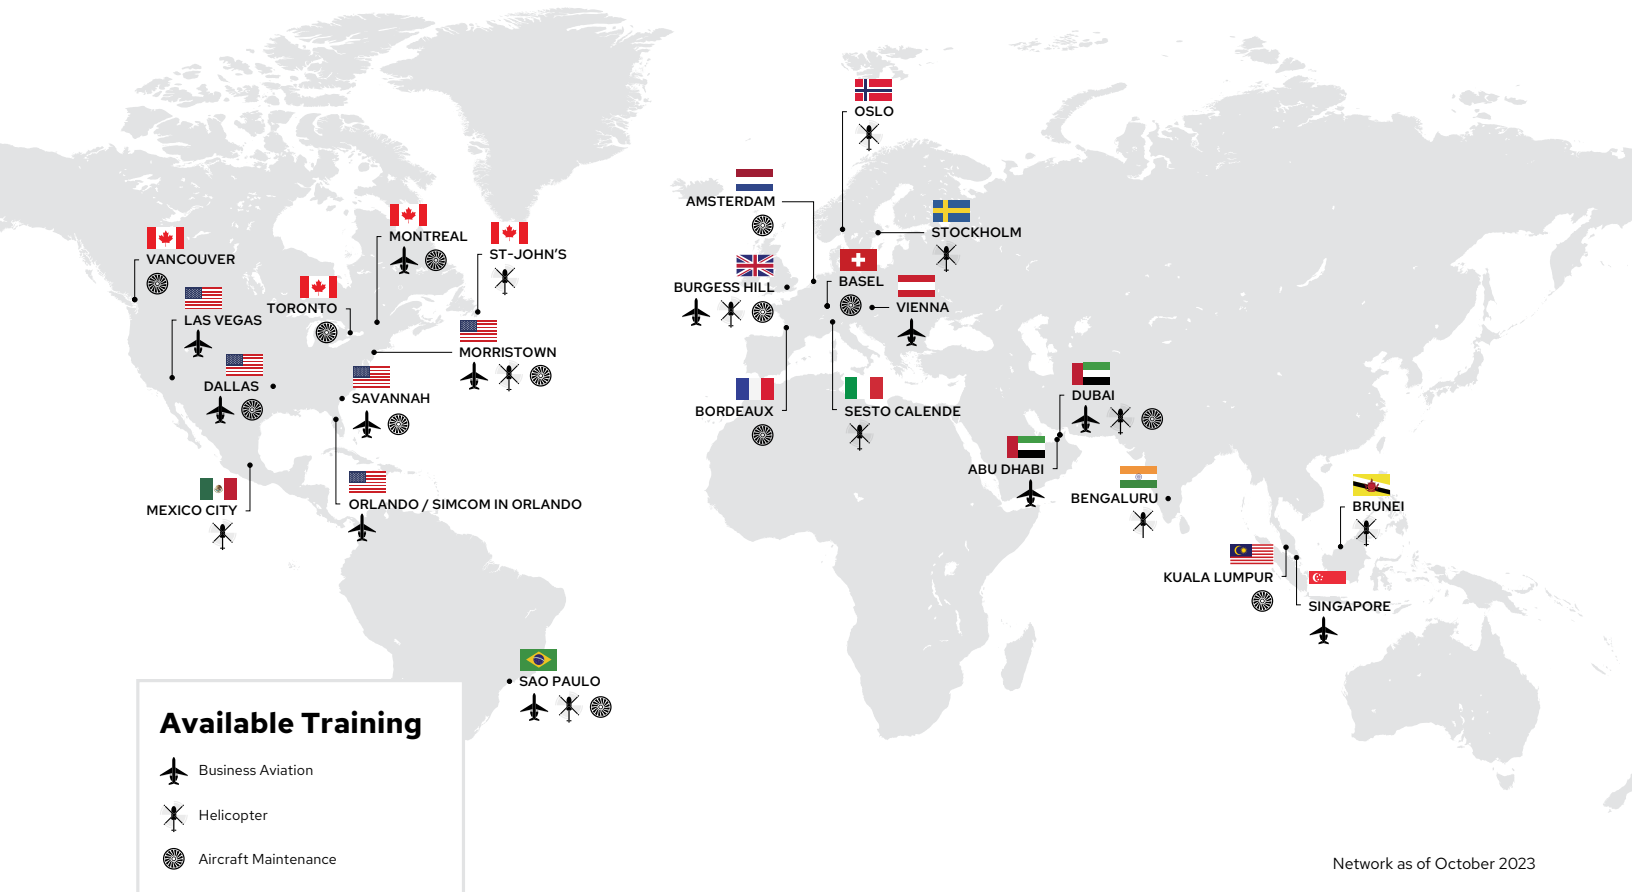 OSLO
AMSTERDAM
STOCKHOLM
MONTREAL
ST-JOHN'S
VANCOUVER
BASEL
BURGESS HILL
TORONTO
VIENNA
LAS VEGAS
MORRISTOWN
DALLAS
SAVANNAH
DUBAI
BORDEAUX
SESTO CALENDE
ABU DHABI
BENGALURU
ORLANDO / SIMCOM IN ORLANDO
MEXICO CITY
BRUNEI
KUALA LUMPUR
SINGAPORE
SAO PAULO
Available Training
Business Aviation
Helicopter
Aircraft Maintenance
Network as of October 2023